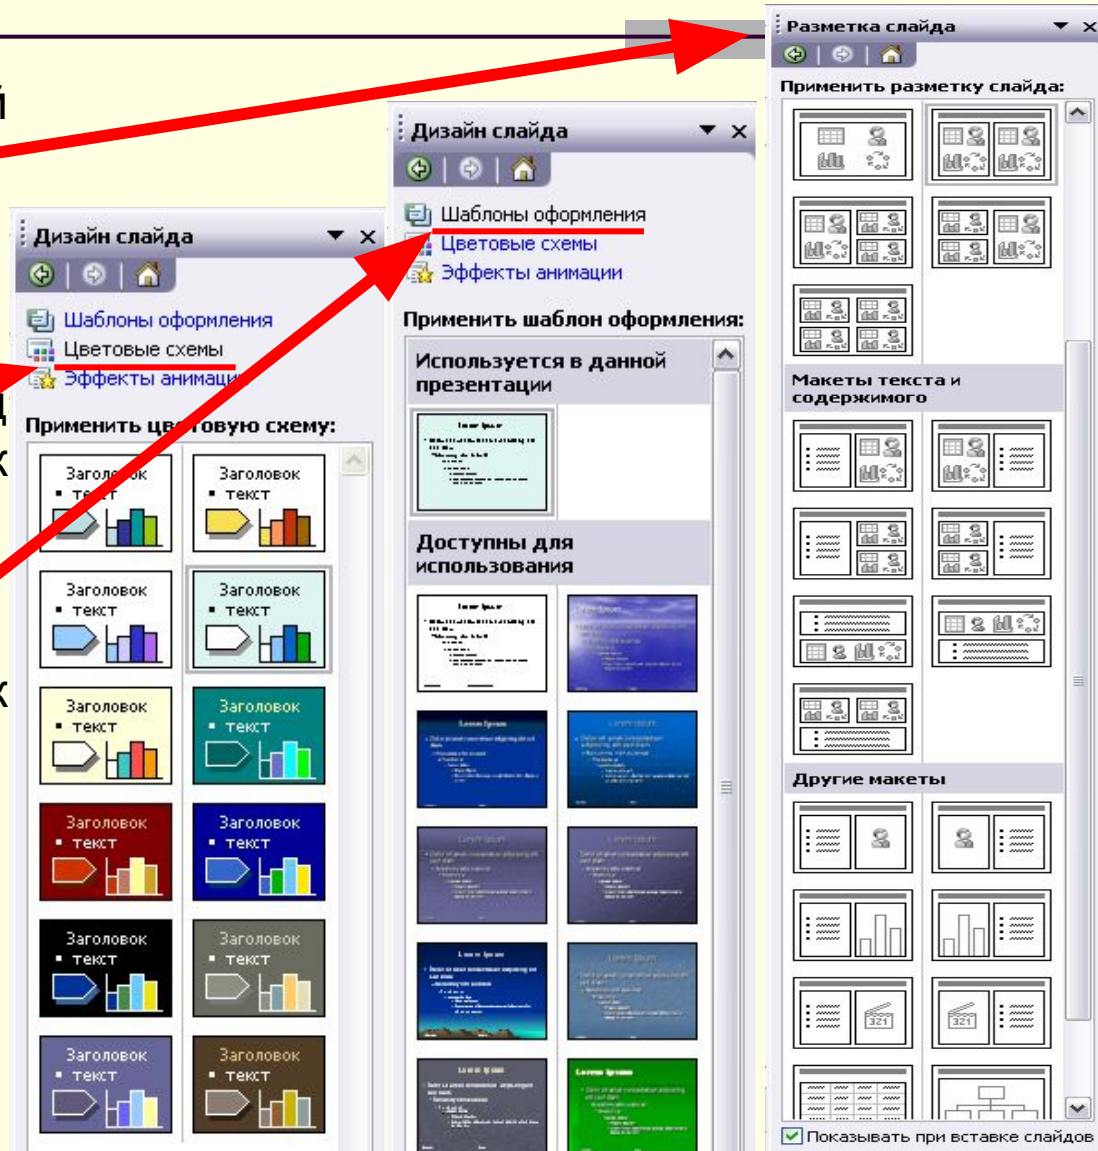 й
д
к
к
Дизайн слайда
Шаблоны оформления
Цветовые схемы
Эффекты анимации
Применить цветовую схему:
Заголовок
текст
Заголовок
текст
Заголовок
текст
Заголовок
текст
Заголовок
текст
Заголовок
текст
Заголовок
текст
Заголовок
текст
Заголовок
текст
Заголовок
текст
Заголовок
текст
Заголовок
текст
Дизайн слайда
Шаблоны оформления
Цветовые схемы
Эффекты анимации
Применить шаблон оформления:
Используется в данной
презентации
Доступны для
использования
Lorem Ipsum
Разметка слайда
Применить разметку слайда:
Макеты текста и
содержимого
Другие макеты
321
321
Показывать при вставке слайдов